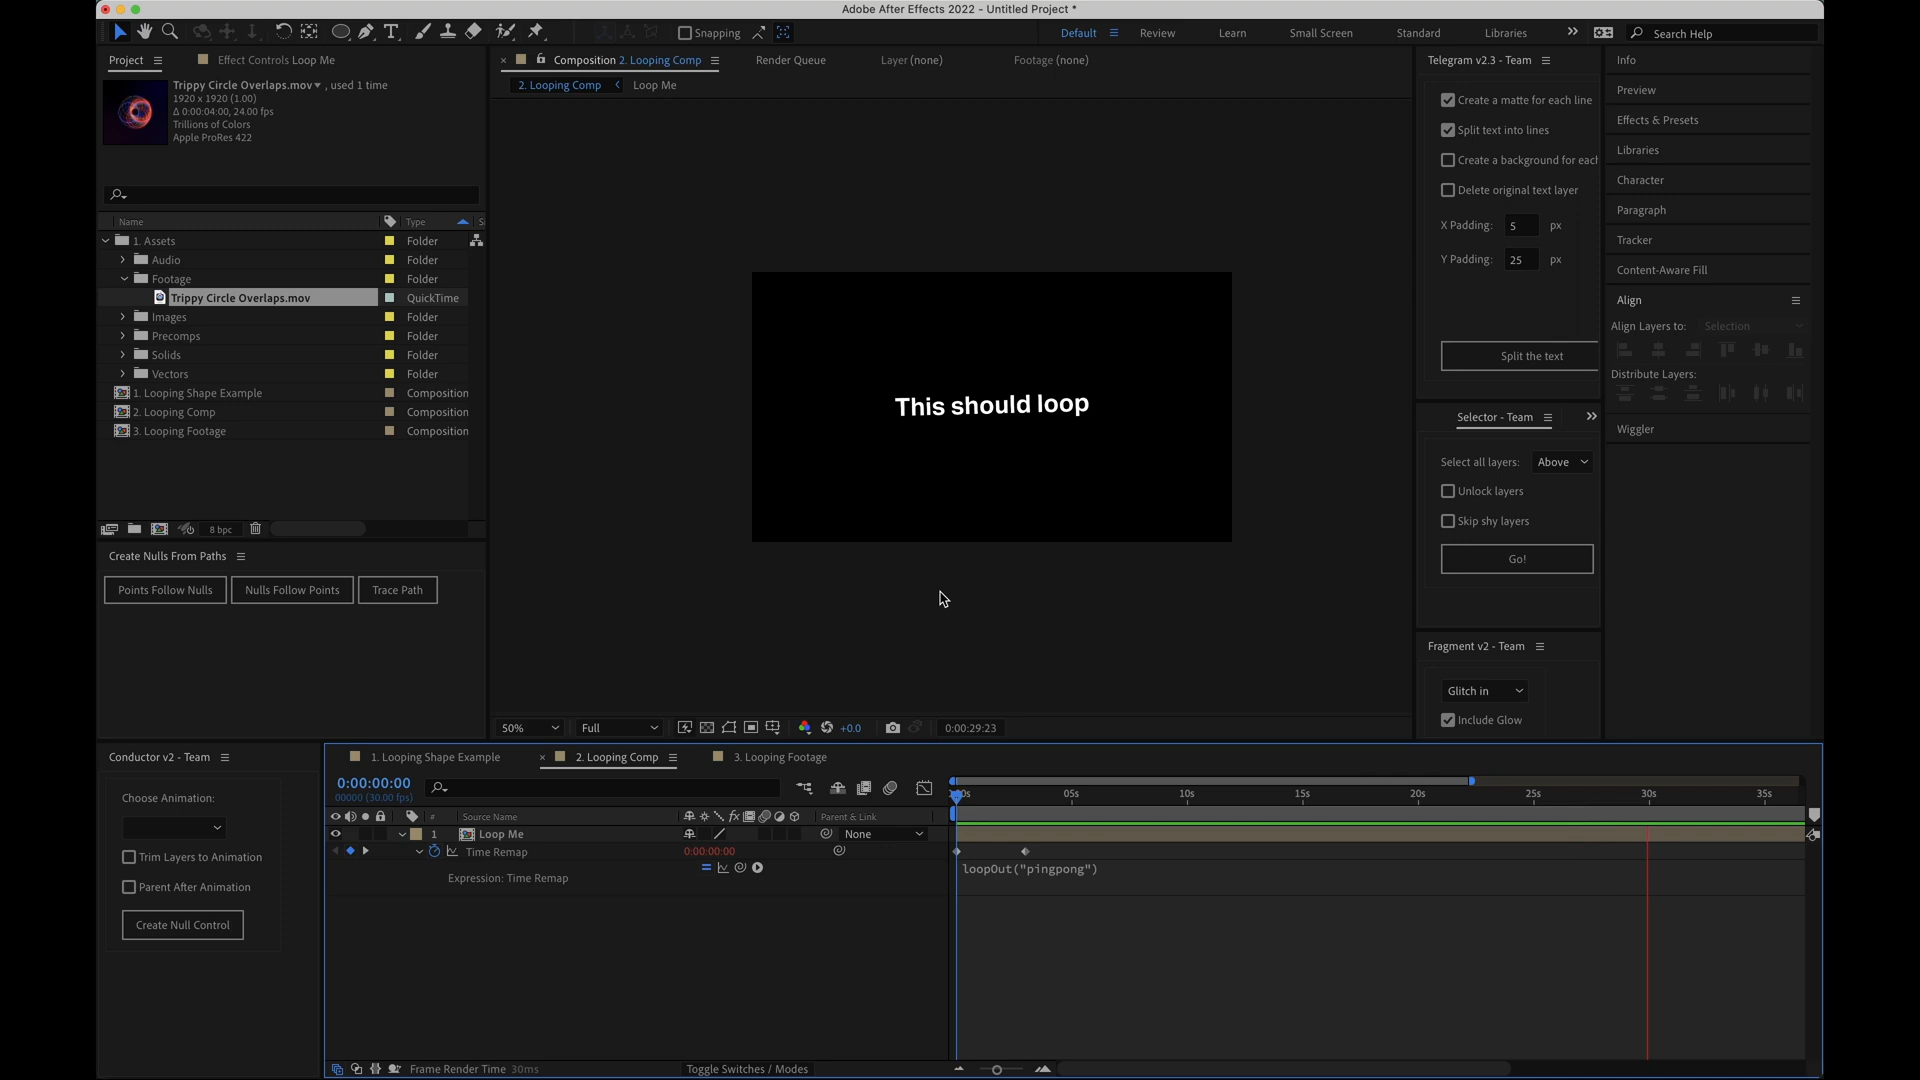 Adobe After Effects 2022 - Untitled Project *
Snapping
Default
Review
Learn
Small Screen
Standard
Libraries
Search Help
Project
Effect Controls Loop Me
Composition 2. Looping Comp
Render Queue
Layer (none)
Footage (none)
Telegram v2.3 - Team
Info
Trippy Circle Overlaps.mov , used 1 time
1920 x 1920 (1.00)
Δ 0:00:04:00, 24.00 fps
Trillions of Colors
Apple ProRes 422
2. Looping Comp
Loop Me
Create a matte for each line
Split text into lines
Create a background for each
Delete original text layer
X Padding: 5 px
Y Padding: 25 px
Split the text
Preview
Effects & Presets
Libraries
Character
Paragraph
Tracker
Content-Aware Fill
Align
Align Layers to: Selection
Distribute Layers:
Wiggler
Name Type Si
1. Assets Folder
Audio Folder
Footage Folder
Trippy Circle Overlaps.mov QuickTime
Images Folder
Precomps Folder
Solids Folder
Vectors Folder
1. Looping Shape Example Composition
2. Looping Comp Composition
3. Looping Footage Composition
8 bpc
This should loop
Selector - Team
Select all layers: Above
Unlock layers
Skip shy layers
Go!
Create Nulls From Paths
Points Follow Nulls
Nulls Follow Points
Trace Path
Fragment v2 - Team
Glitch in
Include Glow
50%
Full
+0.0
0:00:29:23
Conductor v2 - Team
Choose Animation:
Trim Layers to Animation
Parent After Animation
Create Null Control
1. Looping Shape Example
2. Looping Comp
3. Looping Footage
0:00:00:00
00000 (30.00 fps)
05s 10s 15s 20s 25s 30s 35s
# Source Name
fx
Parent & Link
1 Loop Me None
Time Remap 0:00:00:00
Expression: Time Remap
loopOut("pingpong")
Frame Render Time 30ms
Toggle Switches / Modes